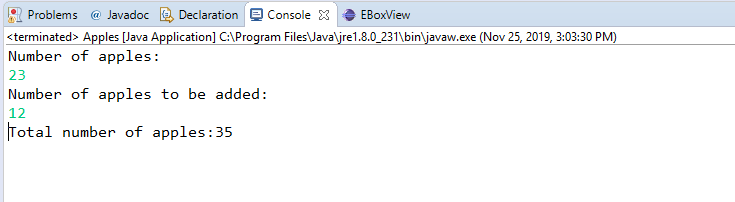 Problems @ Javadoc Declaration Console EBoxView
<terminated> Apples [Java Application] C:\Program Files\Java\jre1.8.0_231\bin\javaw.exe (Nov 25, 2019, 3:03:30 PM)
Number of apples:
23
Number of apples to be added:
12
Total number of apples:35